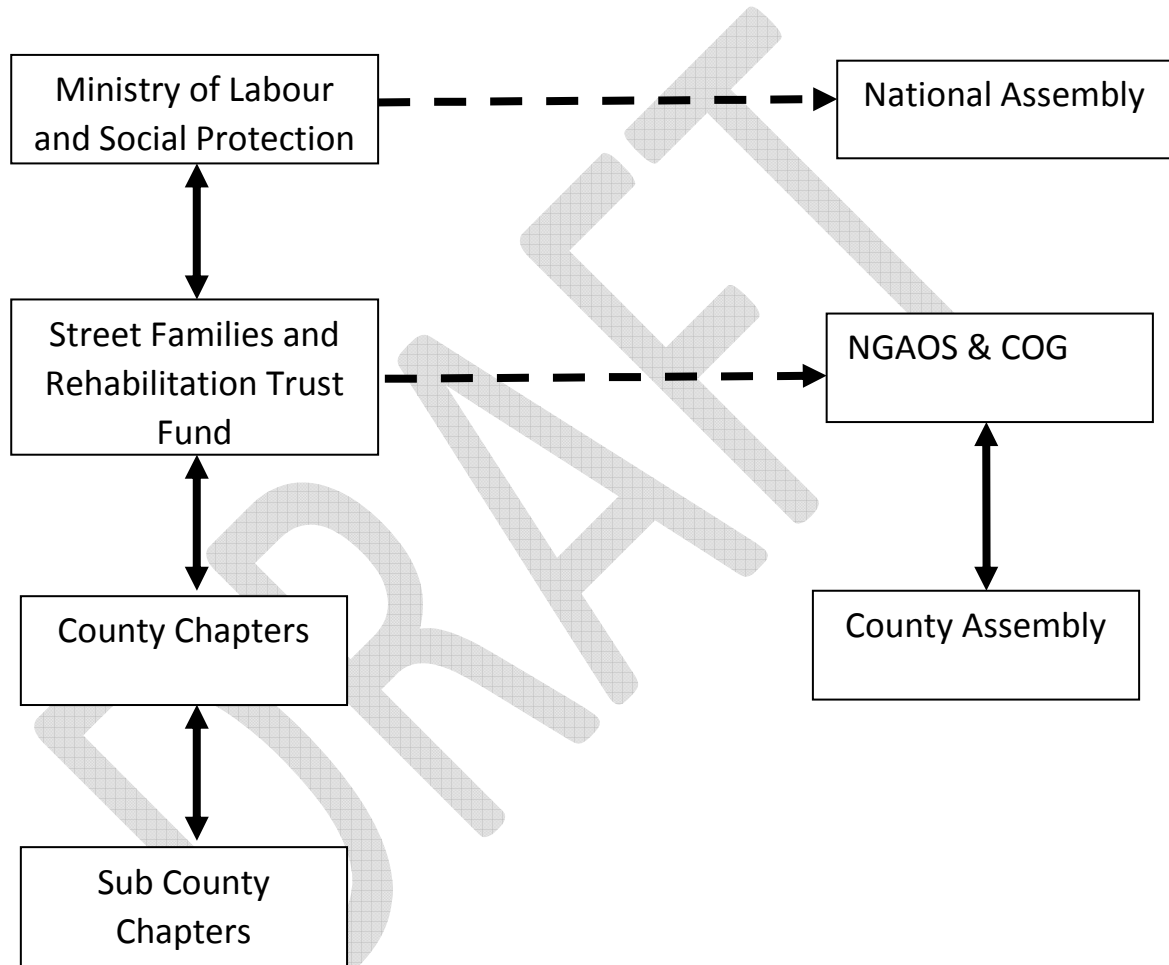 Ministry of Labour
and Social Protection
National Assembly
Street Families and
Rehabilitation Trust
Fund
NGAOS & COG
County Chapters
County Assembly
Sub County
Chapters
DRAFT